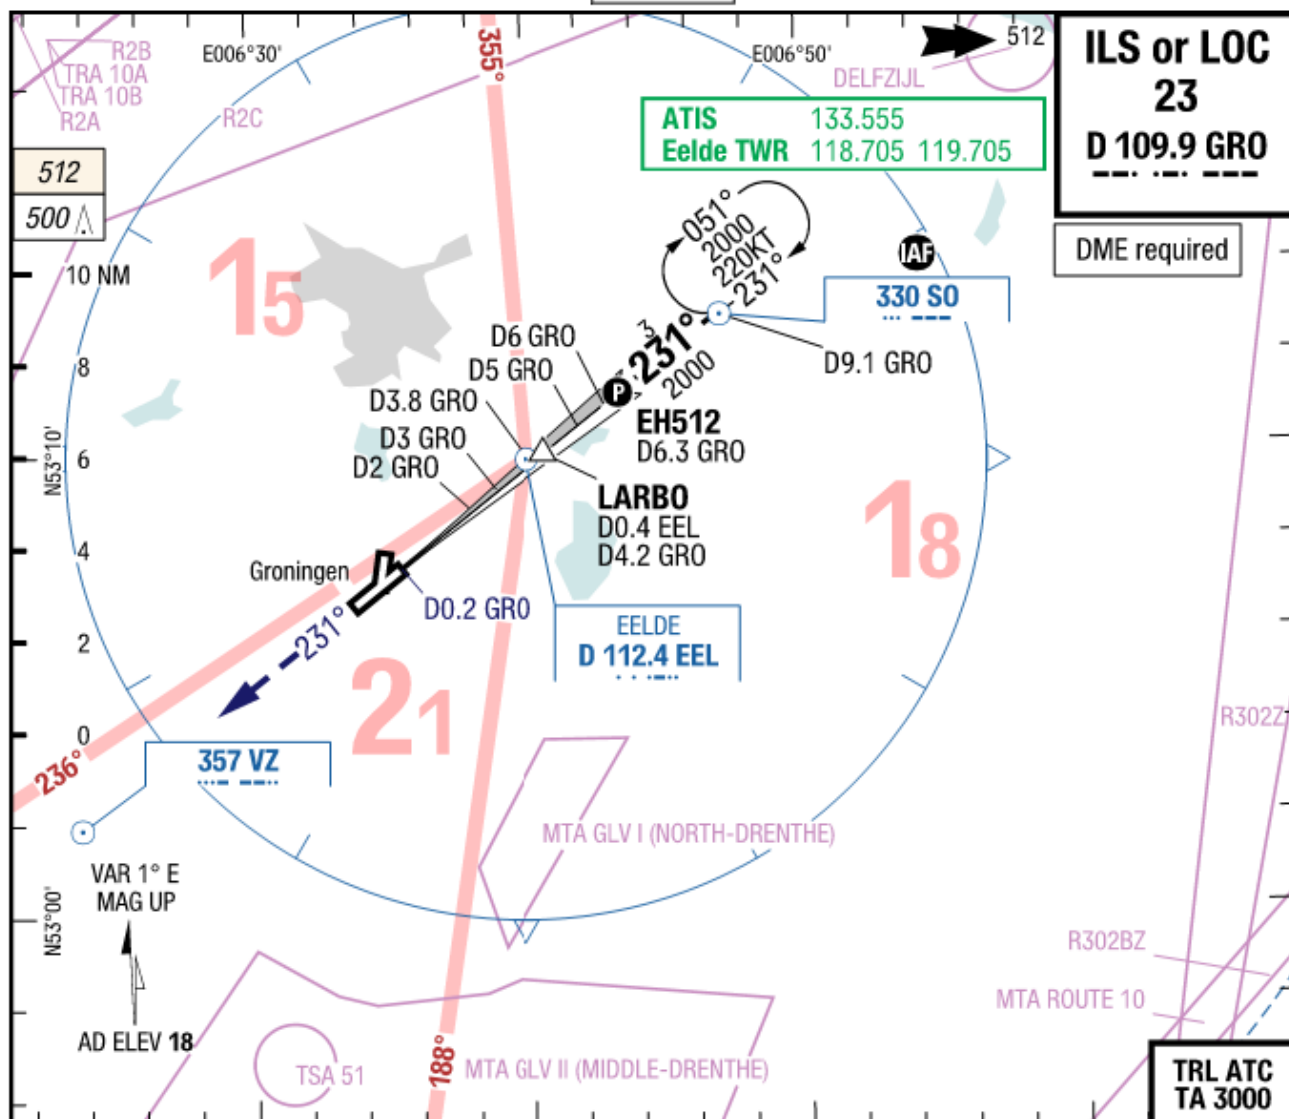 E006°30'
355°
E006°50'
512
ILS or LOC
23
D 109.9 GRO
R2B
TRA 10A
TRA 10B
R2A
R2C
DELFZIJL
ATIS 133.555
Eelde TWR 118.705 119.705
512
500
DME required
051°
2000
220KT
231°
IAF
330 SO
10 NM
15
D6 GRO
D5 GRO
3
231°
2000
D9.1 GRO
8
D3.8 GRO
P
EH512
D6.3 GRO
D3 GRO
D2 GRO
N53°10'
6
LARBO
D0.4 EEL
D4.2 GRO
18
4
Groningen
D0.2 GRO
231°
EELDE
D 112.4 EEL
2
21
0
R302Z
236°
357 VZ
MTA GLV I (NORTH-DRENTHE)
VAR 1° E
MAG UP
N53°00'
R302BZ
MTA ROUTE 10
AD ELEV 18
188°
TSA 51
MTA GLV II (MIDDLE-DRENTHE)
TRL ATC
TA 3000